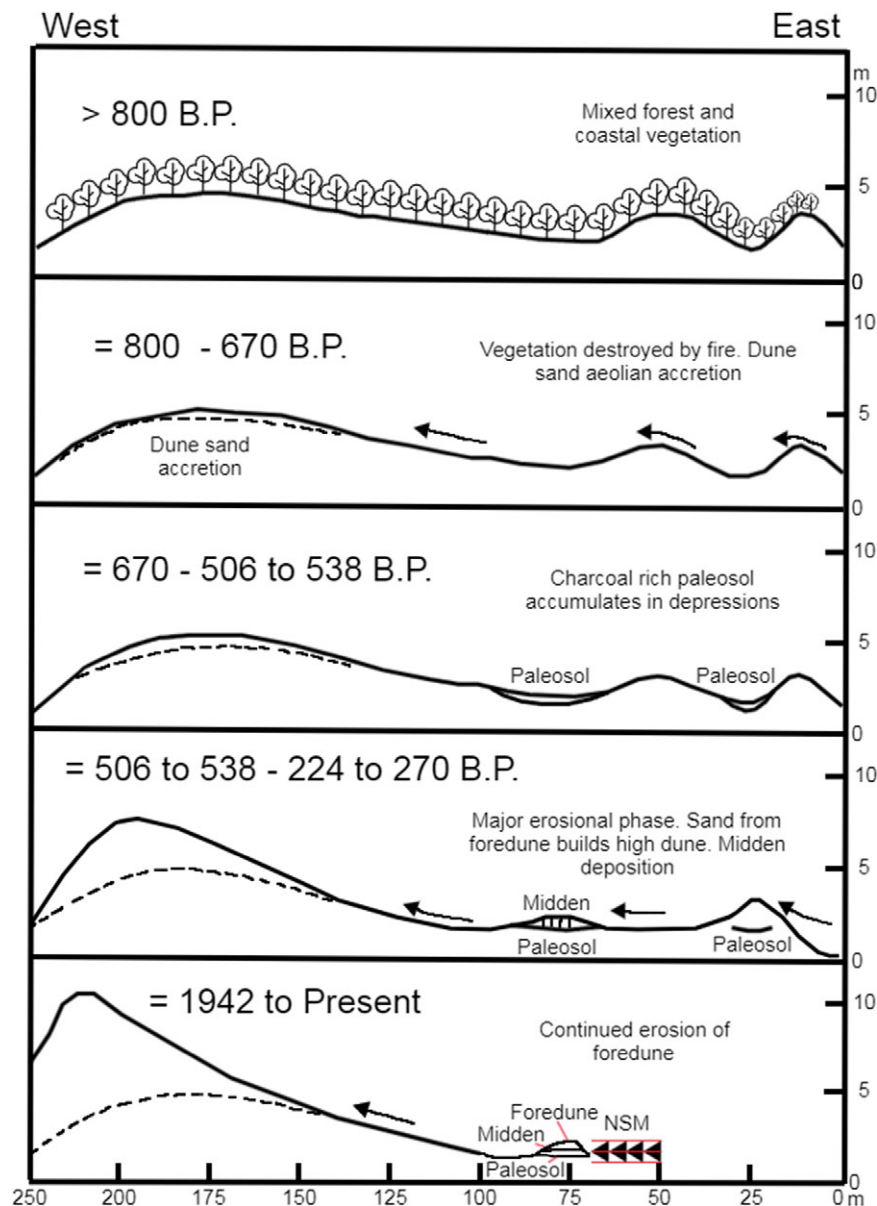 West
East
m
> 800 B.P.
Mixed forest and
coastal vegetation
10
5
0
= 800 - 670 B.P.
Vegetation destroyed by fire. Dune
sand aeolian accretion
Dune sand
accretion
10
5
0
= 670 - 506 to 538 B.P.
Charcoal rich paleosol
accumulates in depressions
Paleosol
Paleosol
10
5
0
= 506 to 538 - 224 to 270 B.P.
Major erosional phase. Sand from
foredune builds high dune. Midden
deposition
Midden
Paleosol
Paleosol
10
5
0
= 1942 to Present
Continued erosion of
foredune
Foredune
NSM
Midden
Paleosol
10
5
250 200 175 125 100 75 50 25 0 m